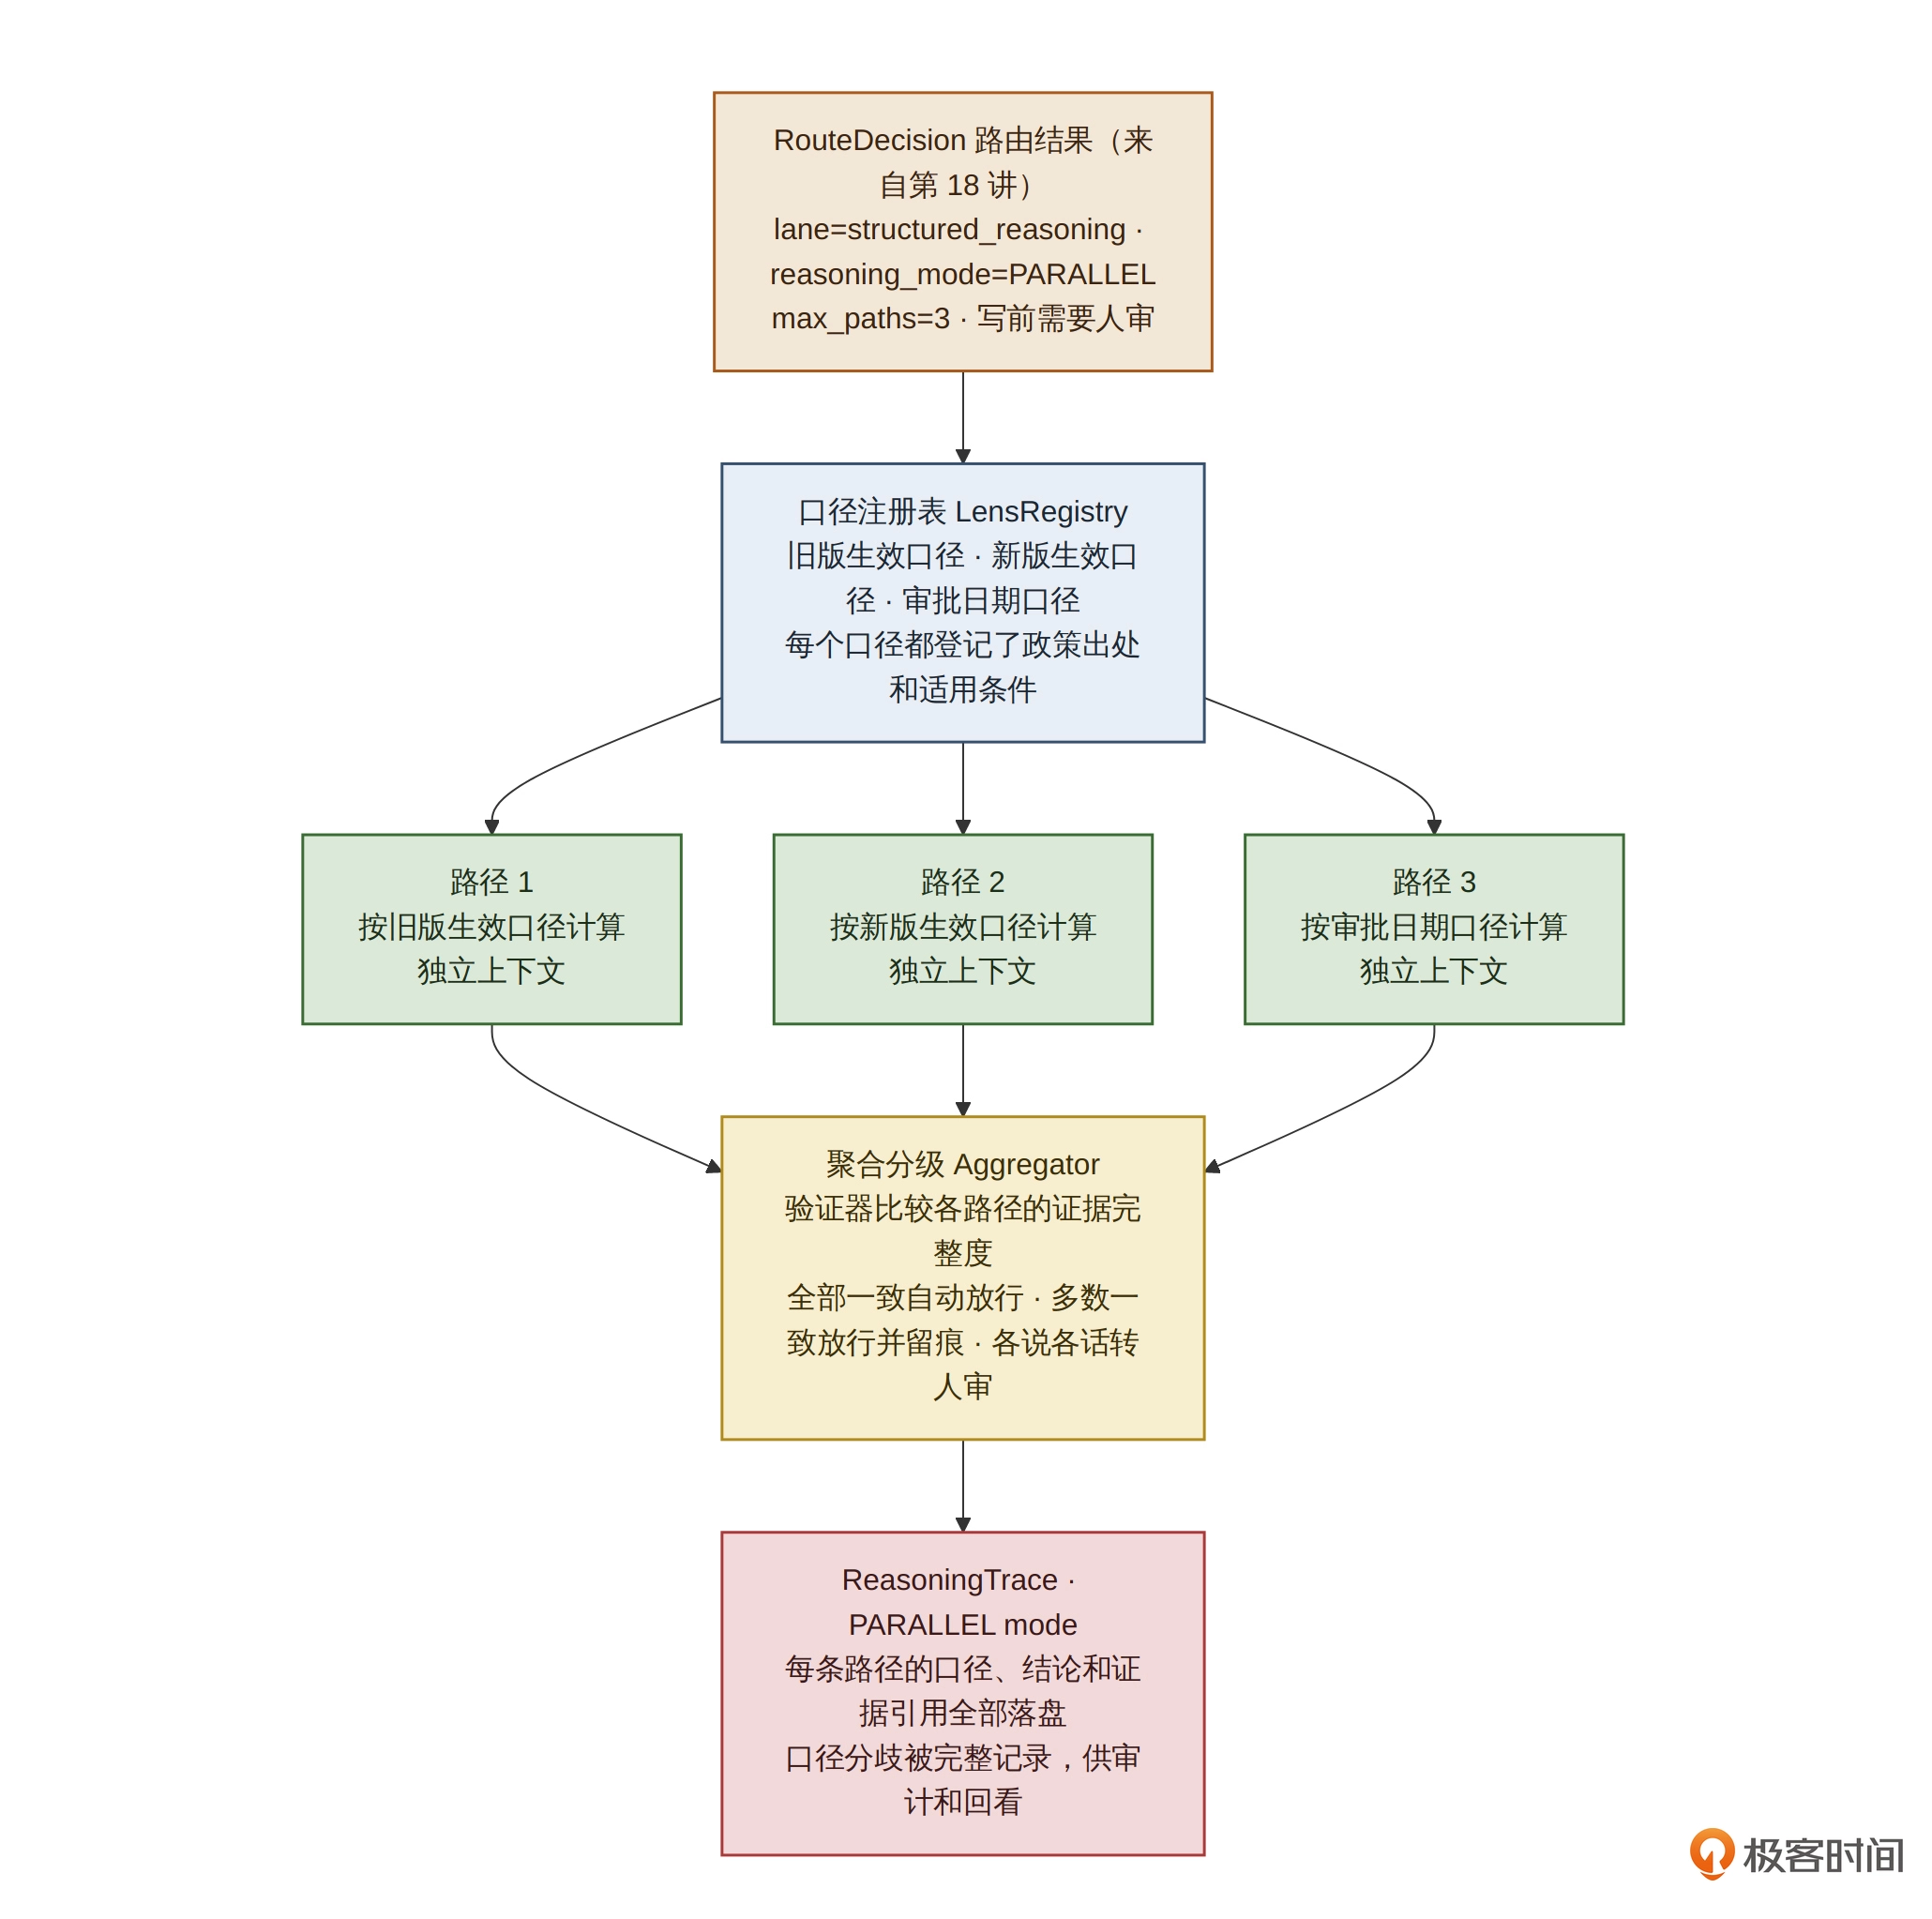 RouteDecision 路由结果（来
自第 18 讲）
lane=structured_reasoning ·
reasoning_mode=PARALLEL
max_paths=3 · 写前需要人审
口径注册表 LensRegistry
旧版生效口径 · 新版生效口
径 · 审批日期口径
每个口径都登记了政策出处
和适用条件
路径 1
按旧版生效口径计算
独立上下文
路径 2
按新版生效口径计算
独立上下文
路径 3
按审批日期口径计算
独立上下文
聚合分级 Aggregator
验证器比较各路径的证据完
整度
全部一致自动放行 · 多数一
致放行并留痕 · 各说各话转
人审
ReasoningTrace ·
PARALLEL mode
每条路径的口径、结论和证
据引用全部落盘
口径分歧被完整记录，供审
计和回看
极客时间